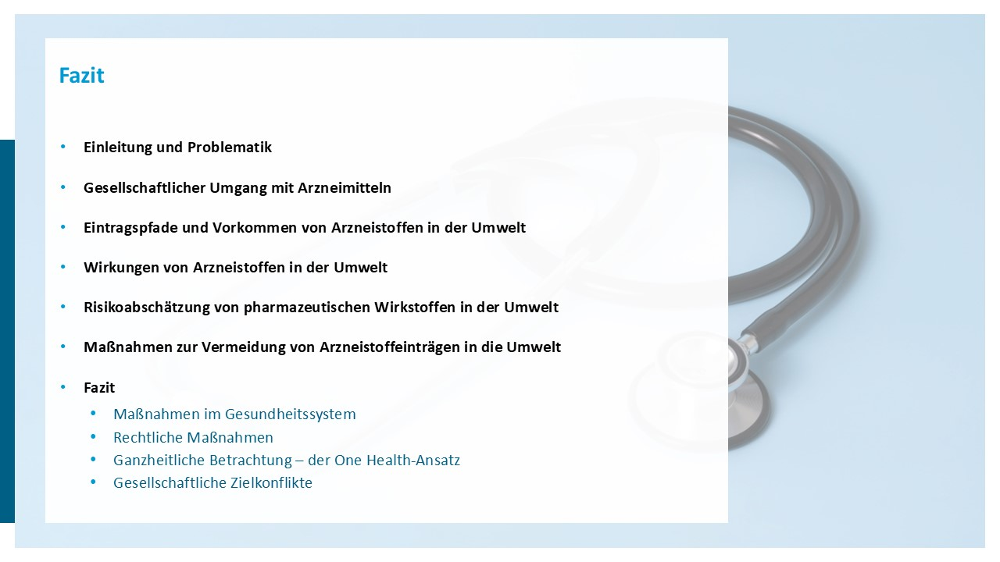 Fazit
• Einleitung und Problematik
• Gesellschaftlicher Umgang mit Arzneimitteln
• Eintragspfade und Vorkommen von Arzneistoffen in der Umwelt
• Wirkungen von Arzneistoffen in der Umwelt
• Risikoabschätzung von pharmazeutischen Wirkstoffen in der Umwelt
• Maßnahmen zur Vermeidung von Arzneistoffeinträgen in die Umwelt
• Fazit
• Maßnahmen im Gesundheitssystem
• Rechtliche Maßnahmen
• Ganzheitliche Betrachtung – der One Health-Ansatz
• Gesellschaftliche Zielkonflikte